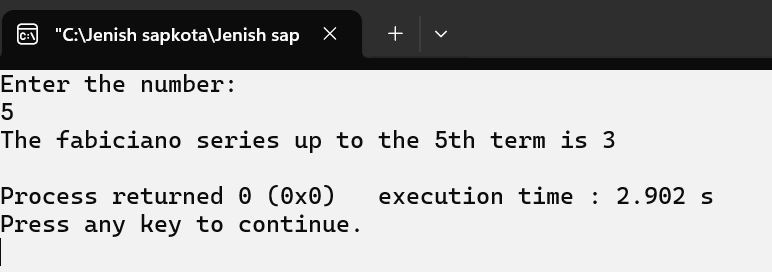 "C:\Jenish sapkota\Jenish sap
Enter the number:
5
The fabiciano series up to the 5th term is 3
Process returned 0 (0x0)   execution time : 2.902 s
Press any key to continue.